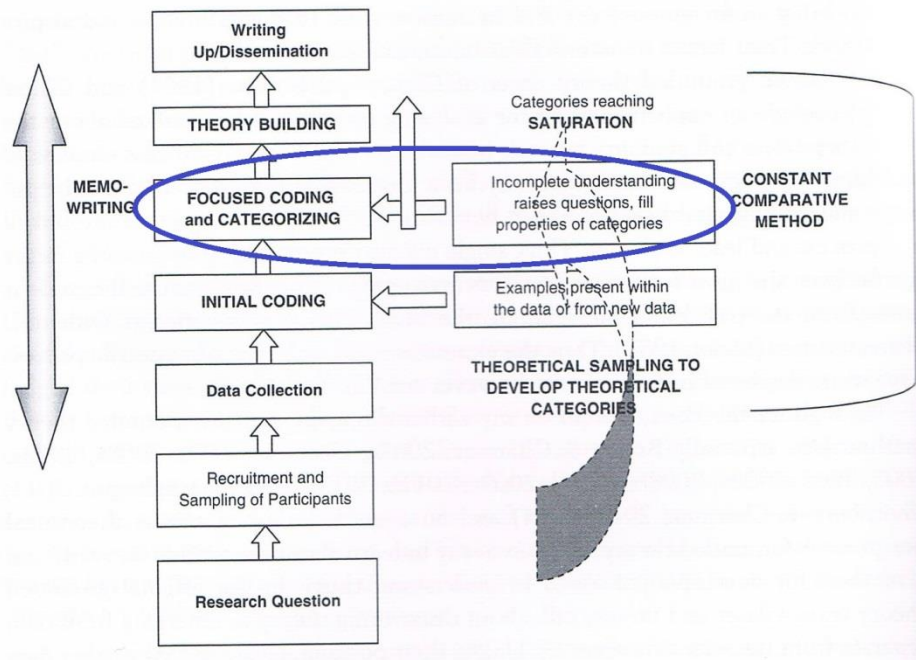 Writing
Up/Dissemination
THEORY BUILDING
Categories reaching
SATURATION
MEMO-
WRITING
FOCUSED CODING
and CATEGORIZING
Incomplete understanding
raises questions, fill
properties of categories
CONSTANT
COMPARATIVE
METHOD
INITIAL CODING
Examples present within
the data or from new data
THEORETICAL SAMPLING TO
DEVELOP THEORETICAL
CATEGORIES
Data Collection
Recruitment and
Sampling of Participants
Research Question